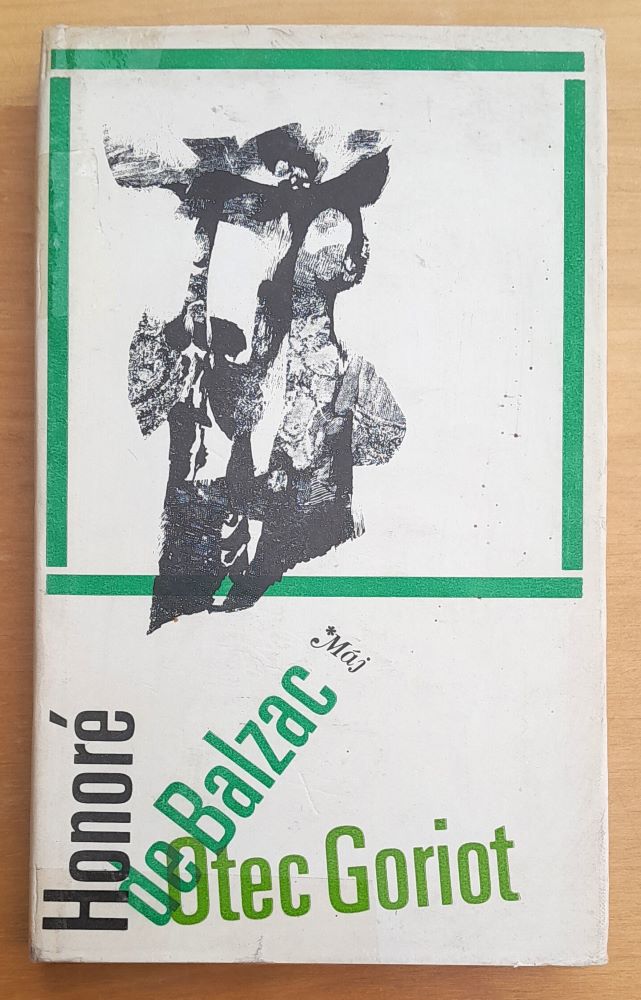 *Máj
Honoré
de Balzac
Otec Goriot